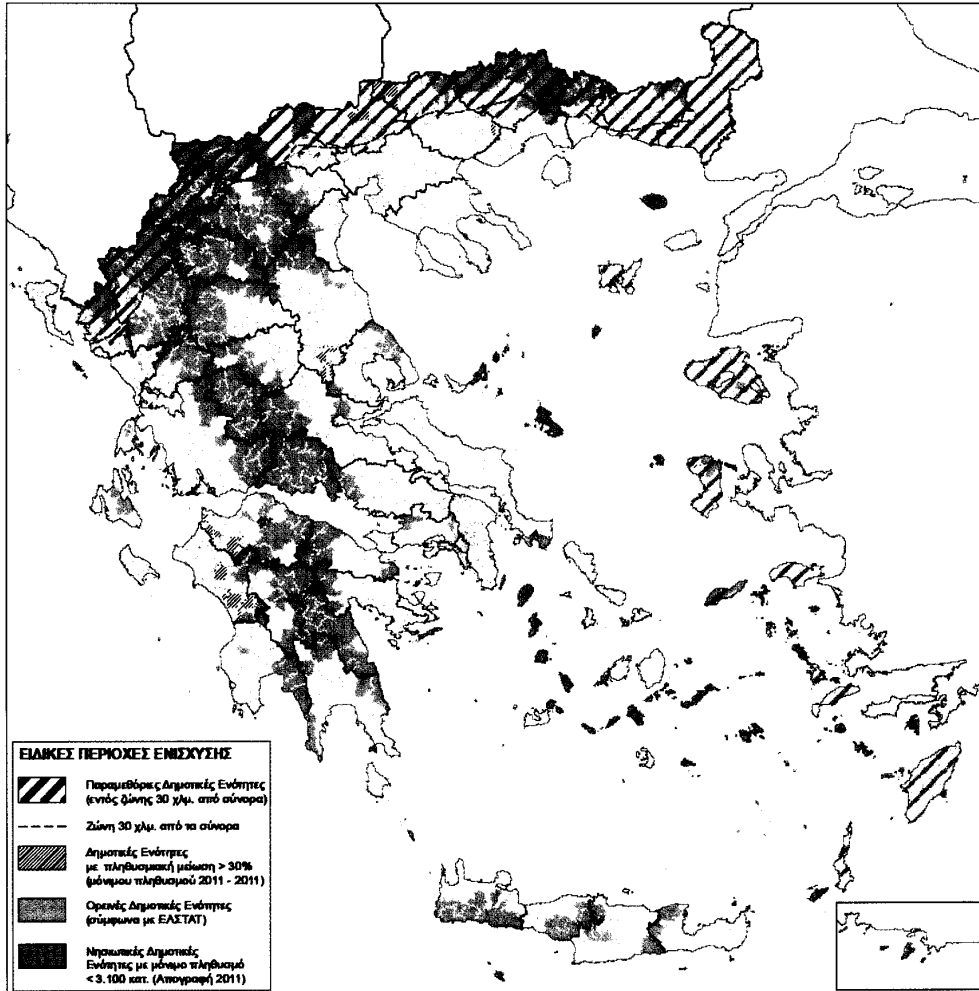 ΕΙΔΙΚΕΣ ΠΕΡΙΟΧΕΣ ΕΝΙΣΧΥΣΗΣ
Παραμεθόριες Δημοτικές Ενότητες
(εντός ζώνης 30 χλμ. από σύνορα)
Ζώνη 30 χλμ. από τα σύνορα
Δημοτικές Ενότητες
με πληθυσμιακή μείωση > 30%
(μόνιμου πληθυσμού 2011 - 2011)
Ορεινές Δημοτικές Ενότητες
(σύμφωνα με ΕΛΣΤΑΤ)
Νησιωτικές Δημοτικές
Ενότητες με μόνιμο πληθυσμό
< 3.100 κατ. (Απογραφή 2011)